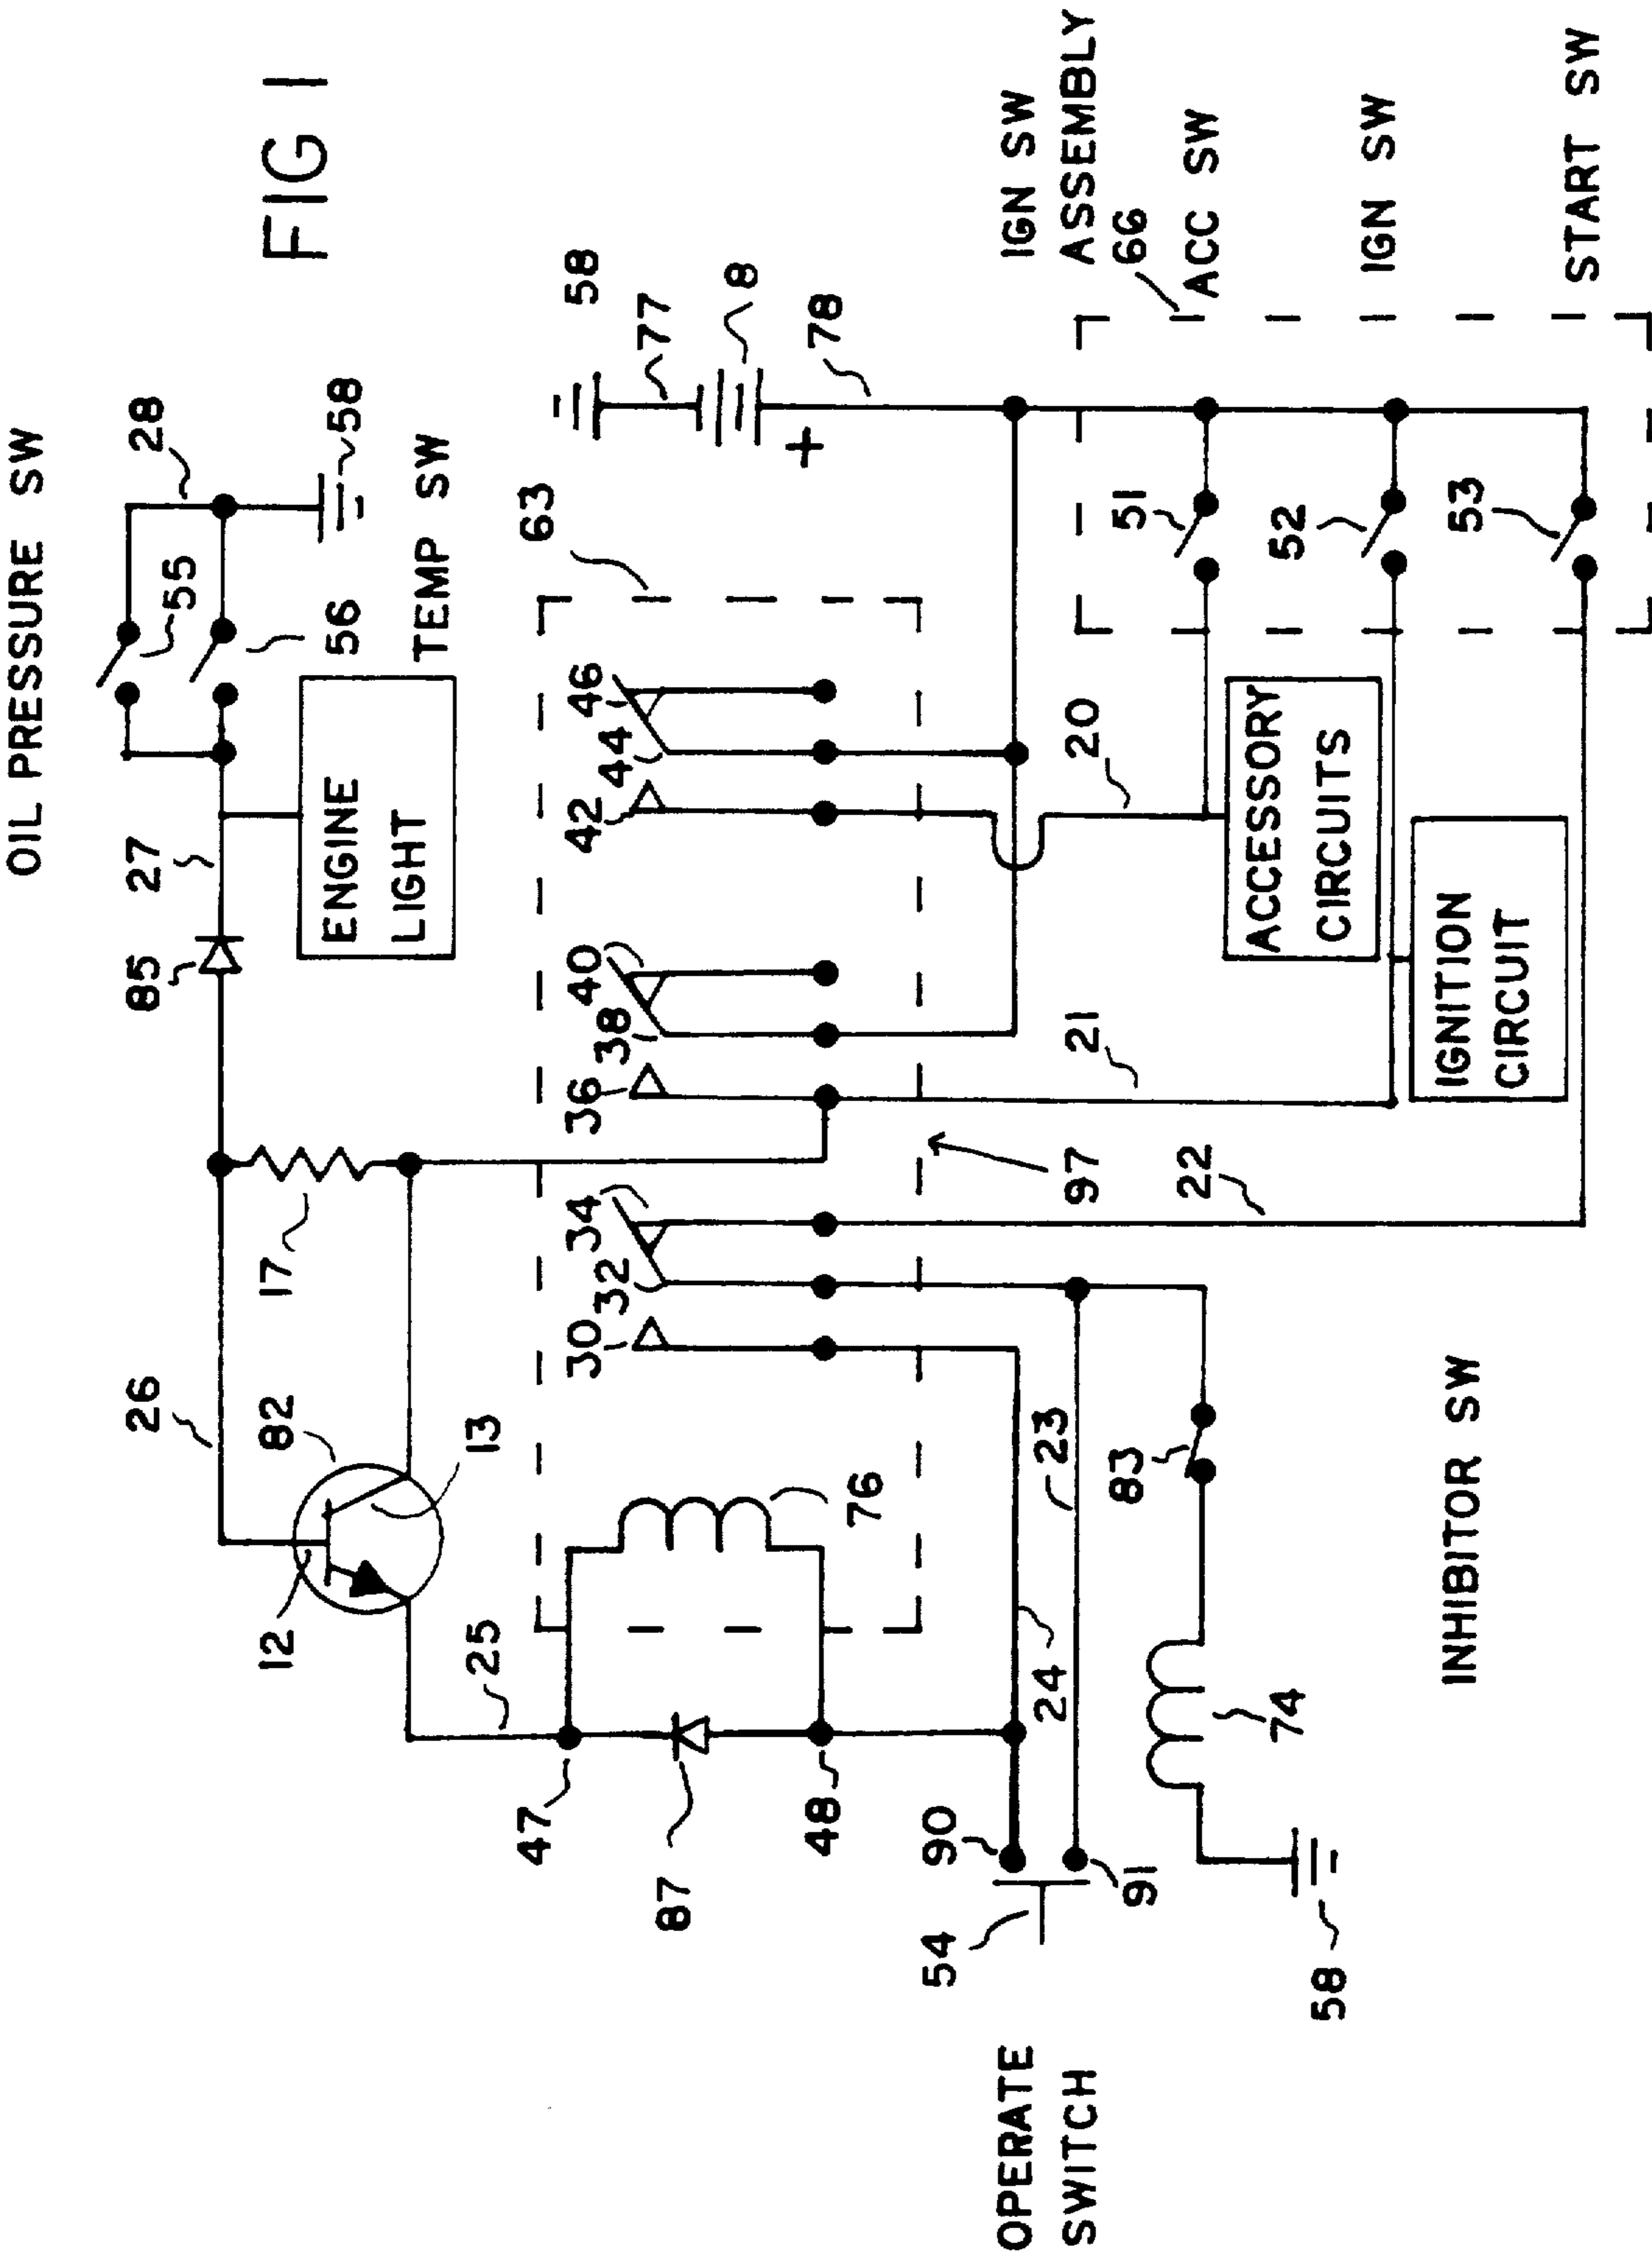 FIG 1
OIL PRESSURE SW
28
55
58
56
TEMP SW
27
ENGINE
LIGHT
85
26
17
82
13
12
25
47
87
48
76
63
58
77
8
78
+
46
44
42
40
38
36
34
32
30
97
20
21
22
23
24
90
91
54
OPERATE
SWITCH
83
74
58
INHIBITOR SW
IGN SW
ASSEMBLY
66
ACC SW
IGN SW
START SW
51
52
53
ACCESSORY
CIRCUITS
IGNITION
CIRCUIT